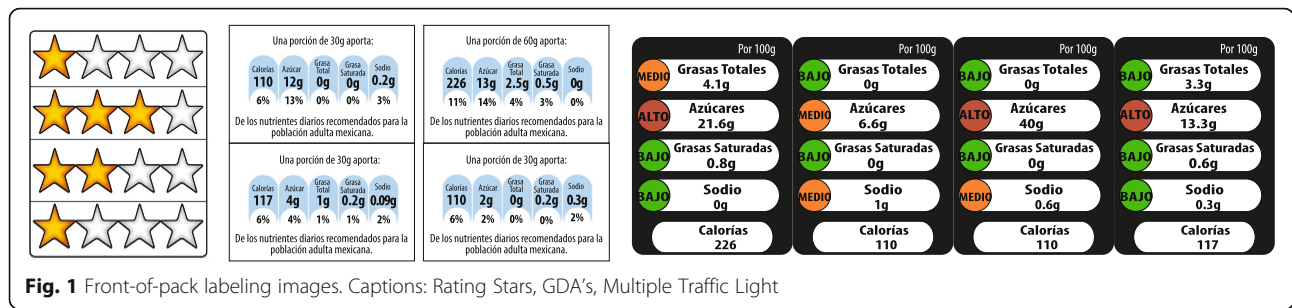 Una porción de 30g aporta:
Calorías Azúcar Grasa Total Grasa Saturada Sodio
110 12g 0g 0g 0.2g
6% 13% 0% 0% 3%
De los nutrientes diarios recomendados para la
población adulta mexicana.
Una porción de 60g aporta:
Calorías Azúcar Grasa Total Grasa Saturada Sodio
226 13g 2.5g 0.5g 0g
11% 14% 4% 3% 0%
De los nutrientes diarios recomendados para la
población adulta mexicana.
Una porción de 30g aporta:
Calorías Azúcar Grasa Total Grasa Saturada Sodio
117 4g 1g 0.2g 0.09g
6% 4% 1% 1% 2%
De los nutrientes diarios recomendados para la
población adulta mexicana.
Una porción de 30g aporta:
Calorías Azúcar Grasa Total Grasa Saturada Sodio
110 2g 0g 0.2g 0.3g
6% 2% 0% 0.2% 2%
De los nutrientes diarios recomendados para la
población adulta mexicana.
Por 100g
MEDIO Grasas Totales
4.1g
ALTO Azúcares
21.6g
BAJO Grasas Saturadas
0.8g
BAJO Sodio
0g
Calorías
226
Por 100g
BAJO Grasas Totales
0g
MEDIO Azúcares
6.6g
BAJO Grasas Saturadas
0g
MEDIO Sodio
1g
Calorías
110
Por 100g
BAJO Grasas Totales
0g
ALTO Azúcares
40g
BAJO Grasas Saturadas
0g
MEDIO Sodio
0.6g
Calorías
110
Por 100g
BAJO Grasas Totales
3.3g
ALTO Azúcares
13.3g
BAJO Grasas Saturadas
0.6g
BAJO Sodio
0.3g
Calorías
117
Fig. 1 Front-of-pack labeling images. Captions: Rating Stars, GDA's, Multiple Traffic Light